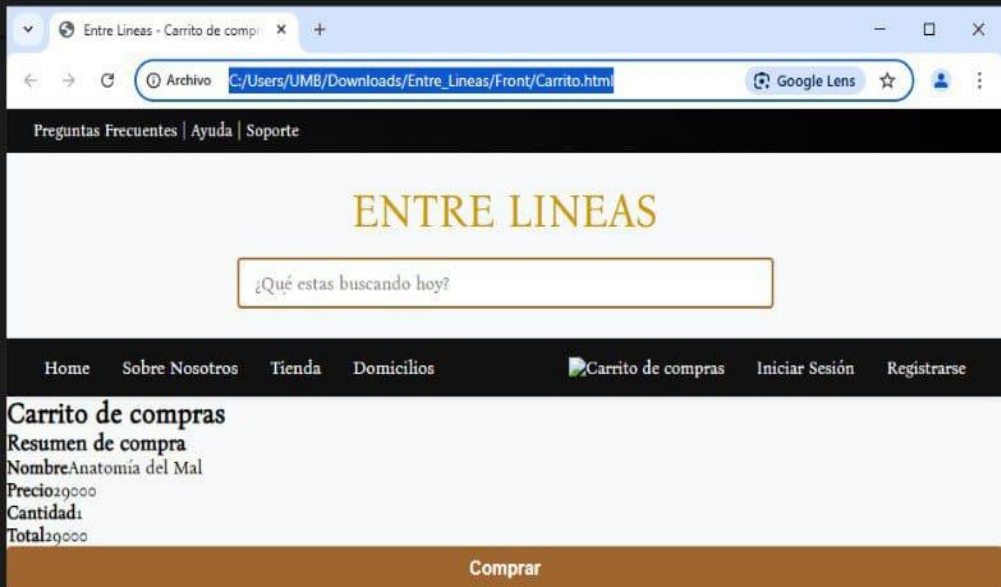 Entre Lineas - Carrito de compr
Archivo C:/Users/UMB/Downloads/Entre_Lineas/Front/Carrito.html Google Lens
Preguntas Frecuentes | Ayuda | Soporte
ENTRE LINEAS
¿Qué estas buscando hoy?
Home Sobre Nosotros Tienda Domicilios Carrito de compras Iniciar Sesión Registrarse
Carrito de compras
Resumen de compra
NombreAnatomía del Mal
Precio29000
Cantidad1
Total29000
Comprar